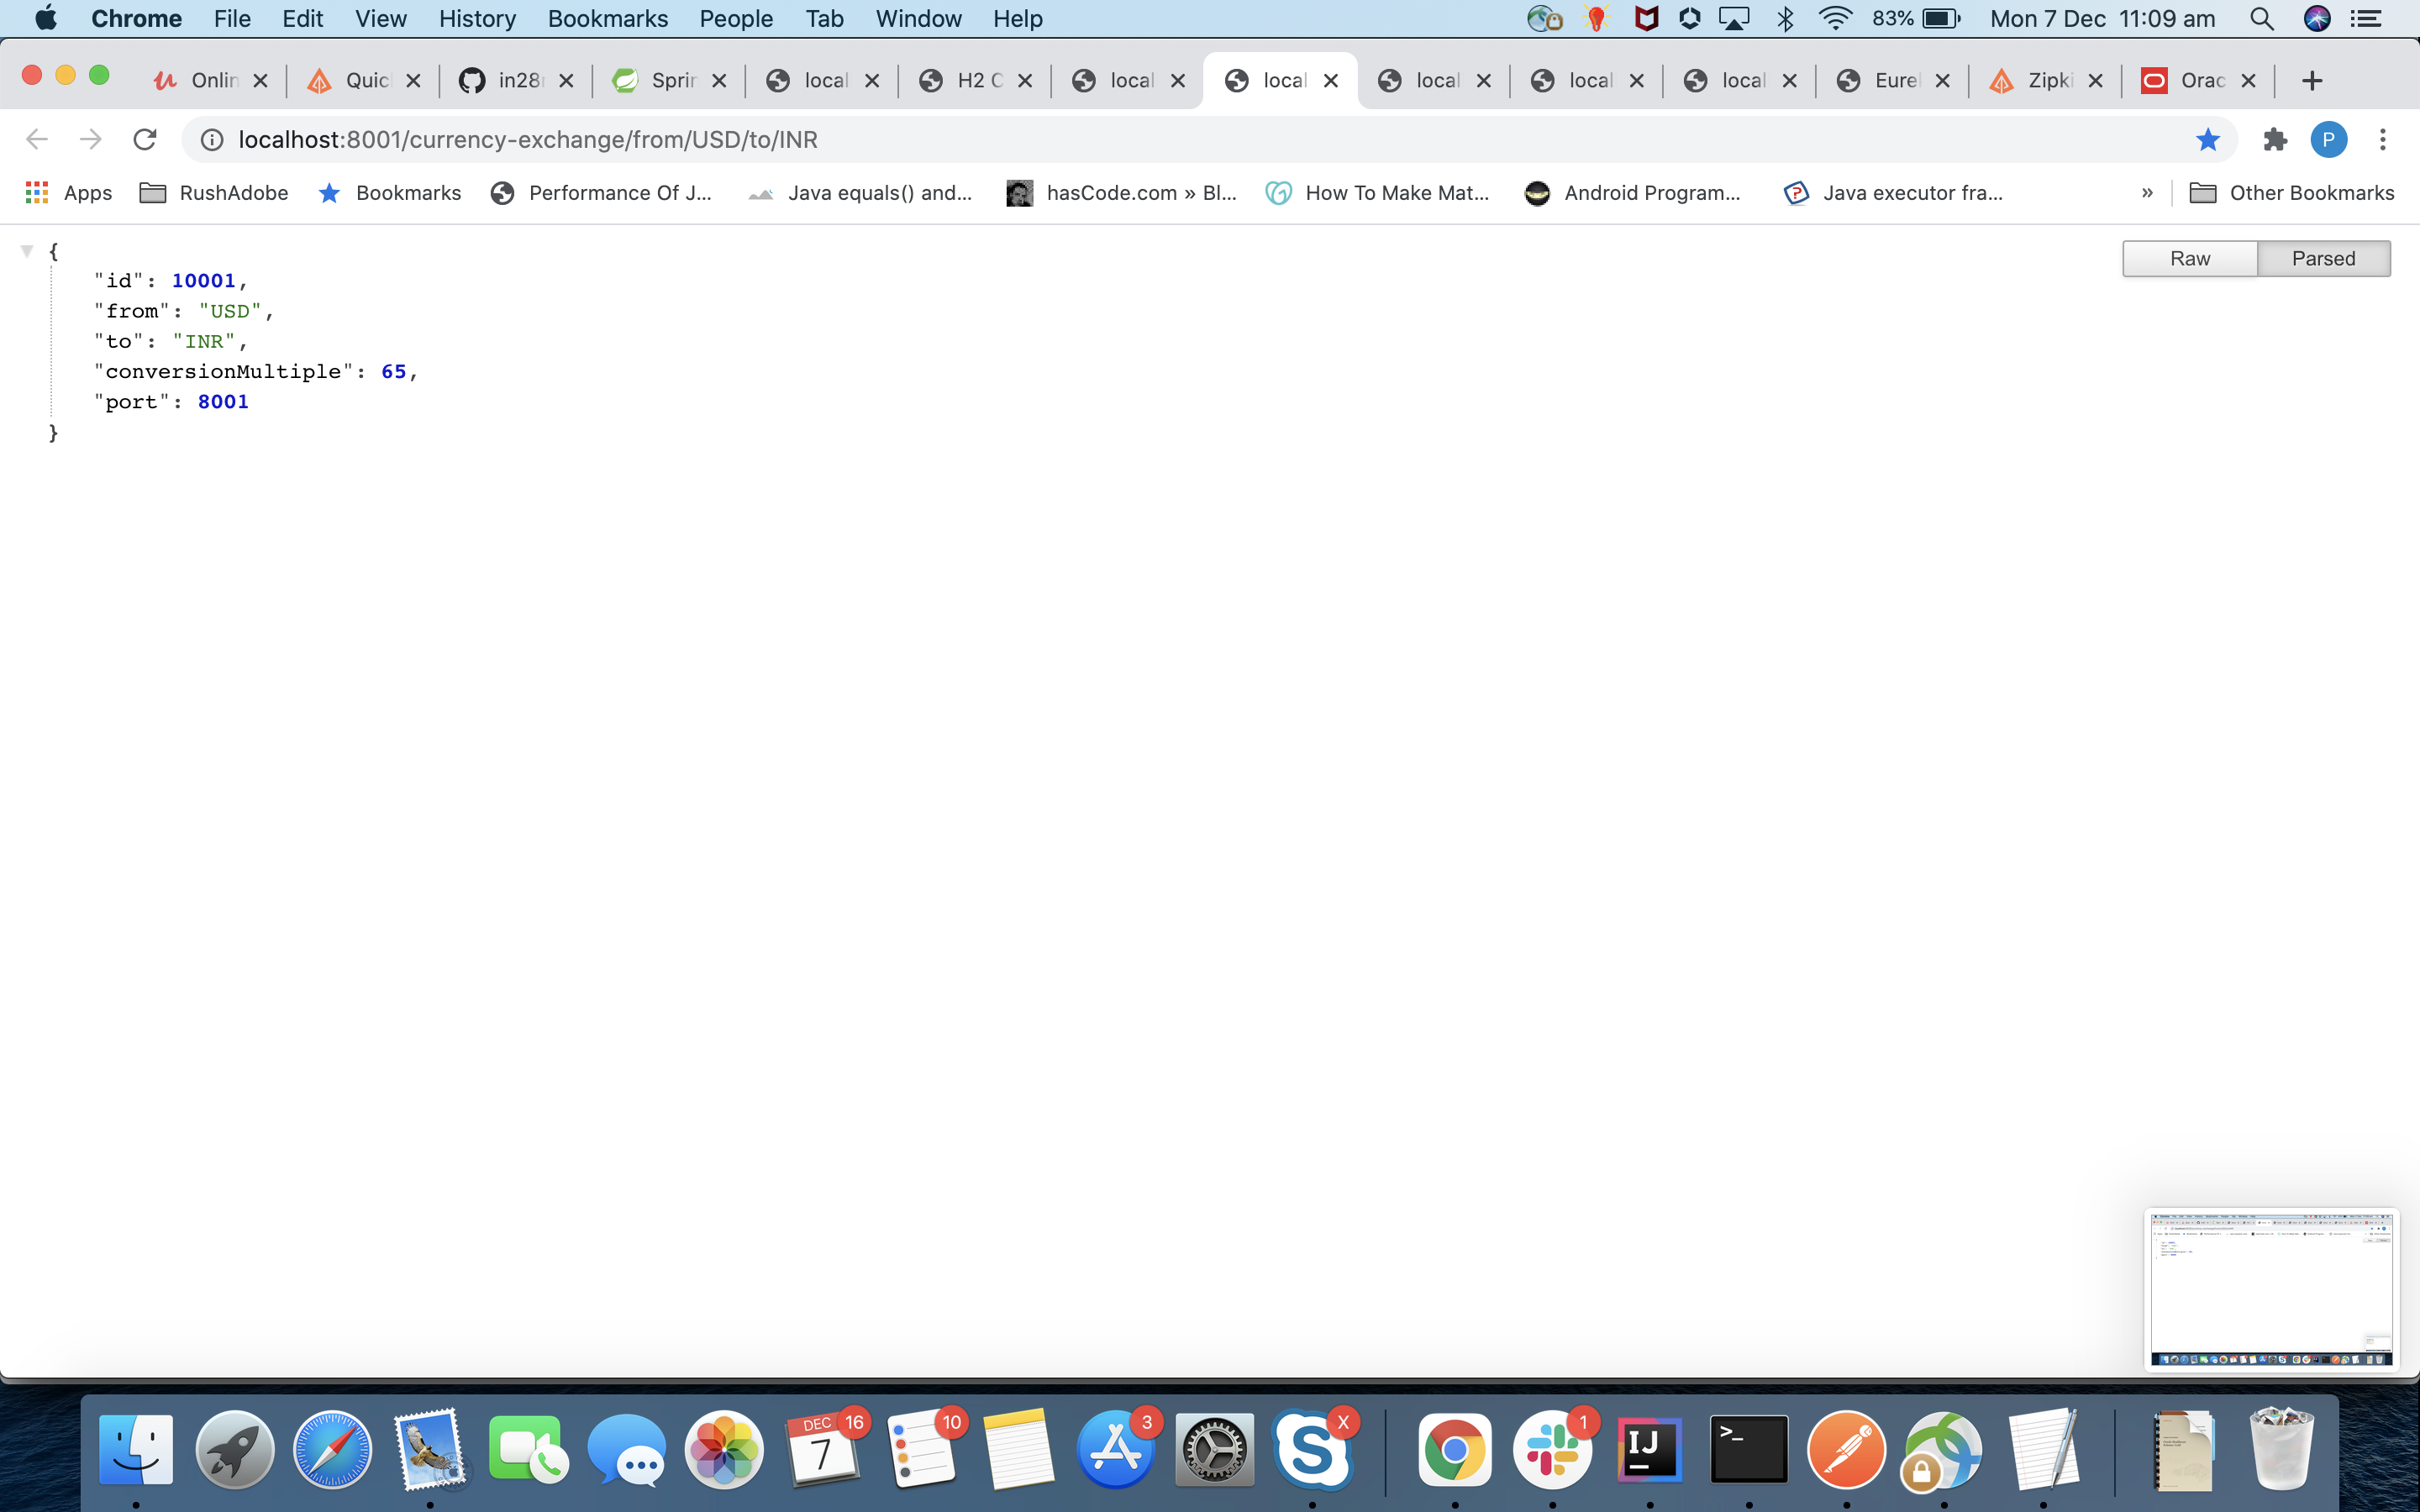 Chrome File Edit View History Bookmarks People Tab Window Help 83% Mon 7 Dec 11:09 am
Onlin Quic in28 Sprin local H2 C local local local local local Eurel Zipki Orac
localhost:8001/currency-exchange/from/USD/to/INR P
Apps RushAdobe Bookmarks Performance Of J... Java equals() and... hasCode.com » Bl... How To Make Mat... Android Program... Java executor fra... » Other Bookmarks
Raw Parsed
{
"id": 10001,
"from": "USD",
"to": "INR",
"conversionMultiple": 65,
"port": 8001
}
DEC 16 10 3 X 1
7 S IJ >_